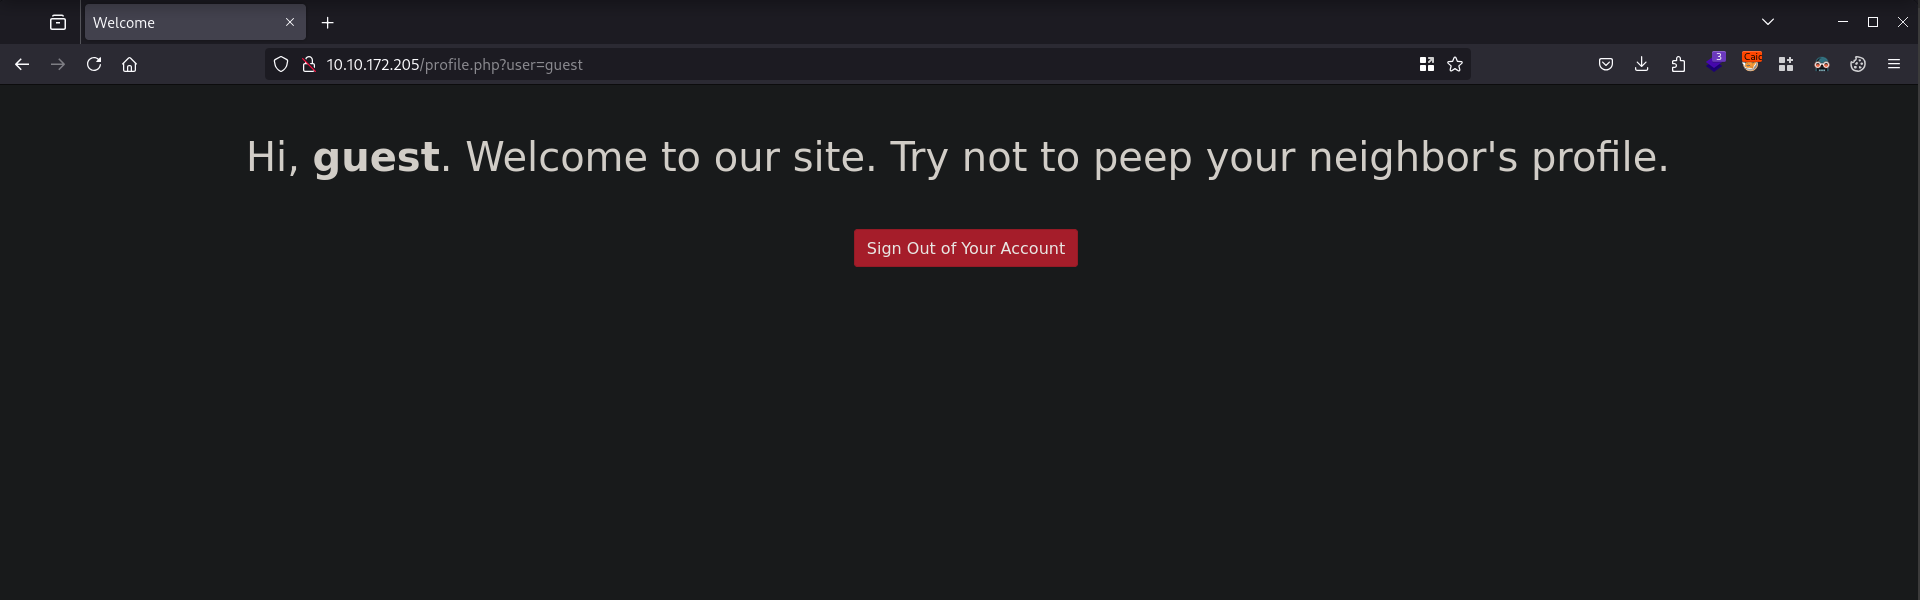 Welcome
10.10.172.205/profile.php?user=guest
3
Hi, guest. Welcome to our site. Try not to peep your neighbor's profile.
Sign Out of Your Account